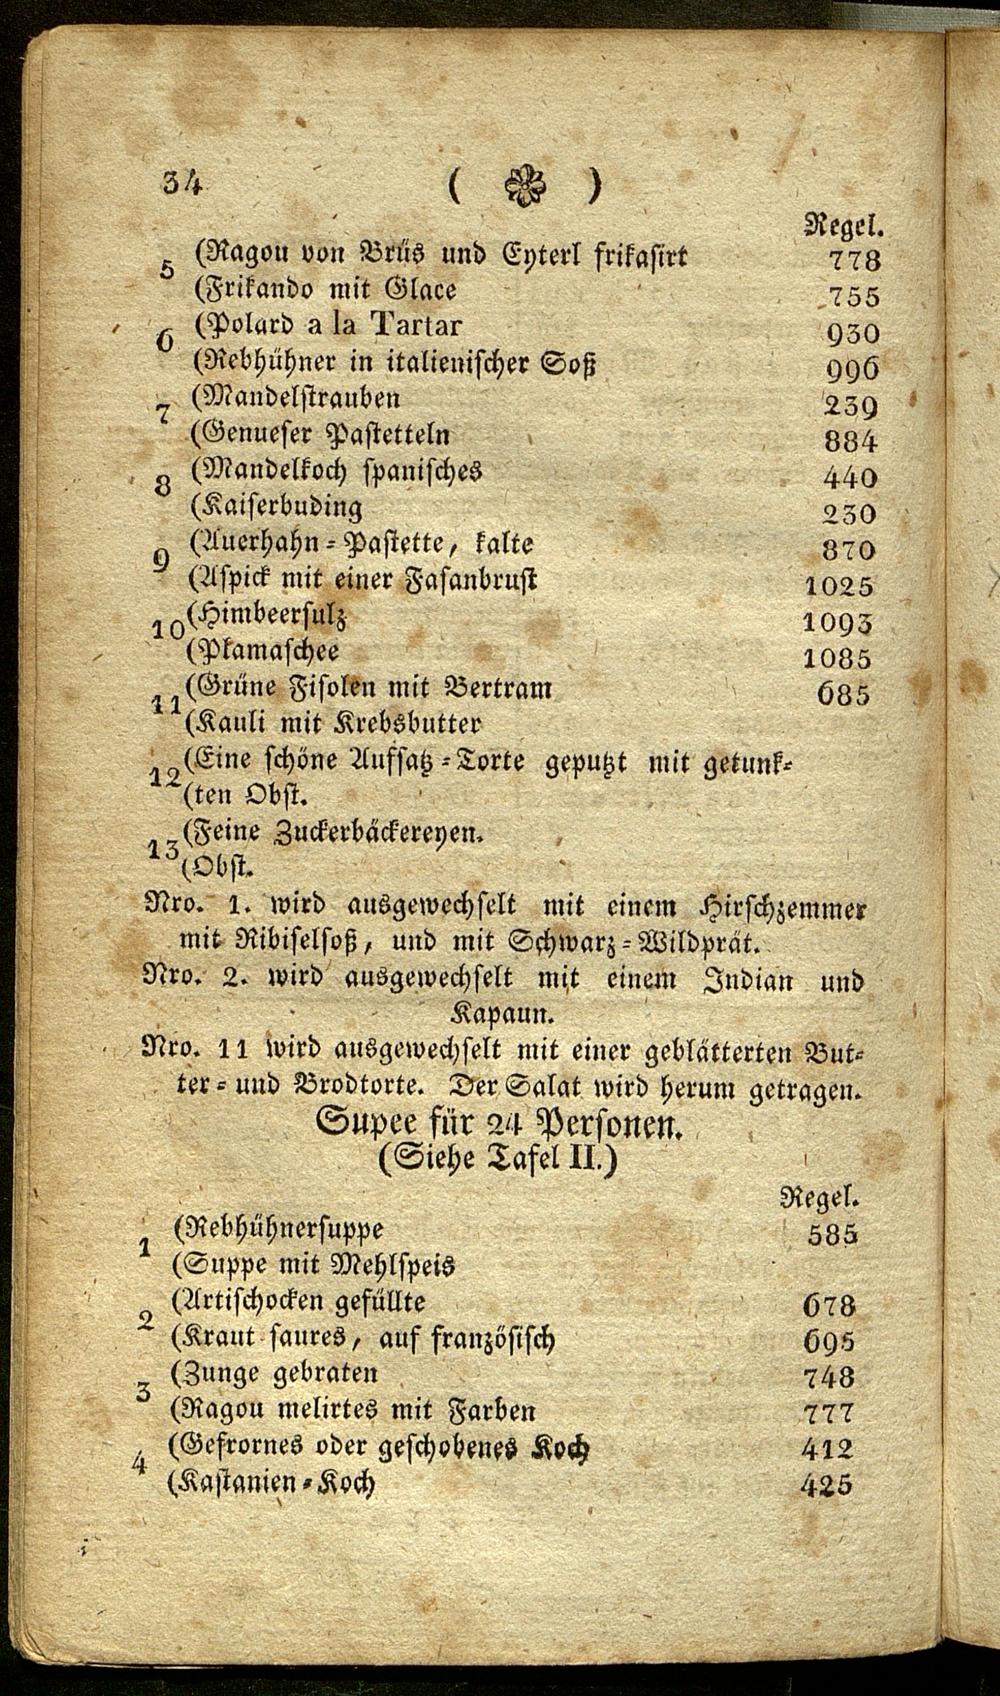 34 ( )
Regel.
5 (Ragou von Brüs und Eyterl frikasirt 778
(Frikando mit Glace 755
6 (Polard a la Tartar 930
(Rebhühner in italienischer Soß 996
7 (Mandelstrauben 239
(Genueser Pastetteln 884
8 (Mandelkoch spanisches 440
(Kaiserbuding 230
9 (Auerhahn-Pastette, kalte 870
(Aspick mit einer Fasanbrust 1025
10 (Himbeersulz 1093
(Pkamaschee 1085
11 (Grüne Fisolen mit Bertram 685
(Kauli mit Krebsbutter
12 (Eine schöne Aufsatz-Torte geputzt mit getunk-
(ten Obst.
13 (Feine Zuckerbäckereyen.
(Obst.
Nro. 1. wird ausgewechselt mit einem Hirschzemmer
mit Ribiselsoß, und mit Schwarz-Wildprät.
Nro. 2. wird ausgewechselt mit einem Indian und
Kapaun.
Nro. 11 wird ausgewechselt mit einer geblätterten But-
ter- und Brodtorte. Der Salat wird herum getragen.
Supee für 24 Personen.
(Siehe Tafel II.)
Regel.
1 (Rebhühnersuppe 585
(Suppe mit Mehlspeis
2 (Artischocken gefüllte 678
(Kraut saures, auf französisch 695
3 (Zunge gebraten 748
(Ragou melirtes mit Farben 777
4 (Gefrornes oder geschobenes Koch 412
(Kastanien-Koch 425